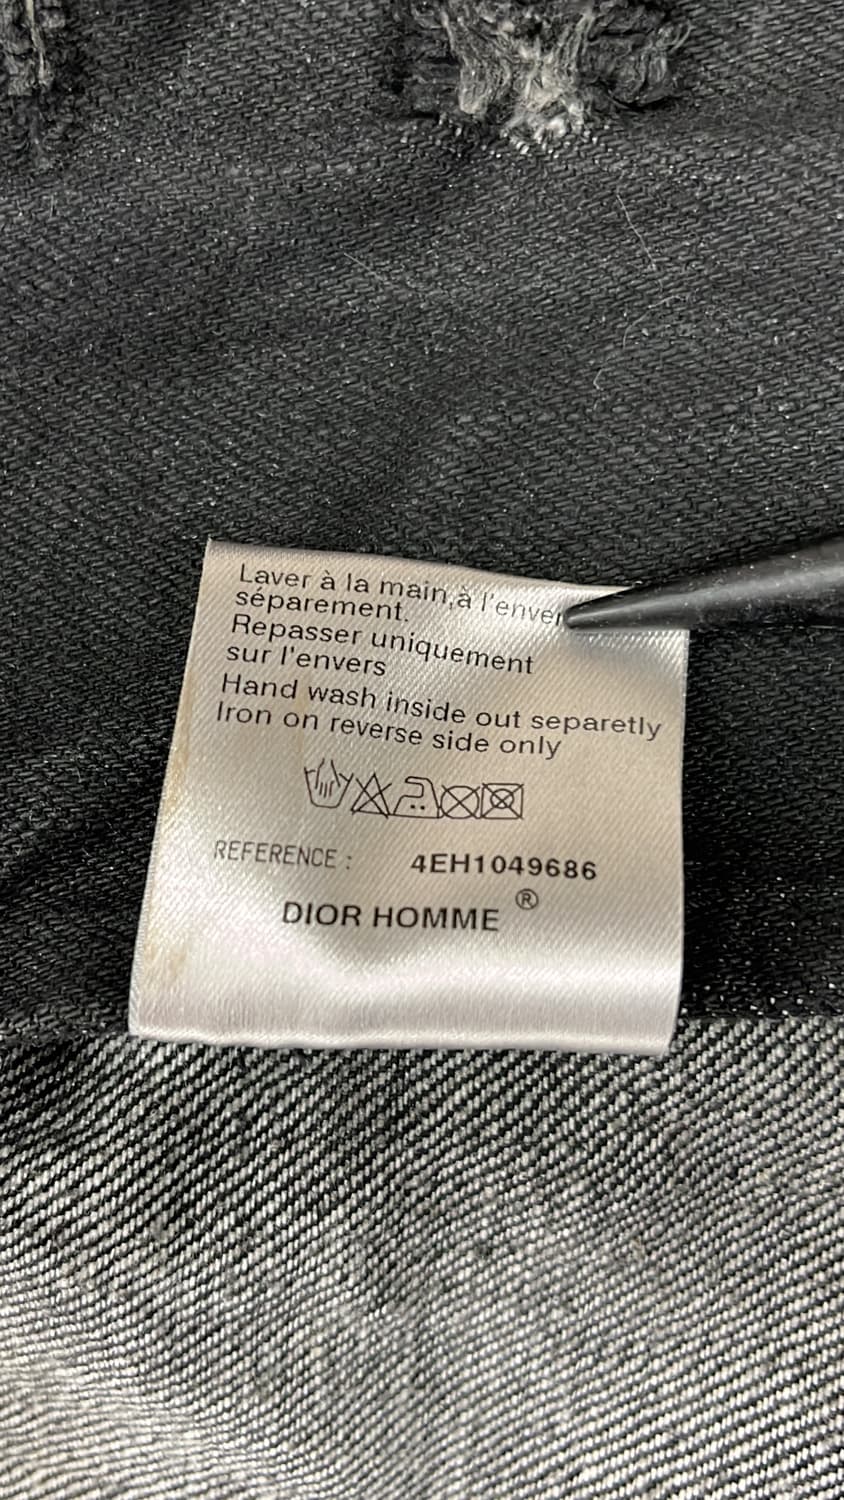 Laver à la main,à l'enver
séparement.
Repasser uniquement
sur l'envers
Hand wash inside out separetly
Iron on reverse side only
REFERENCE : 4EH1049686
DIOR HOMME ®